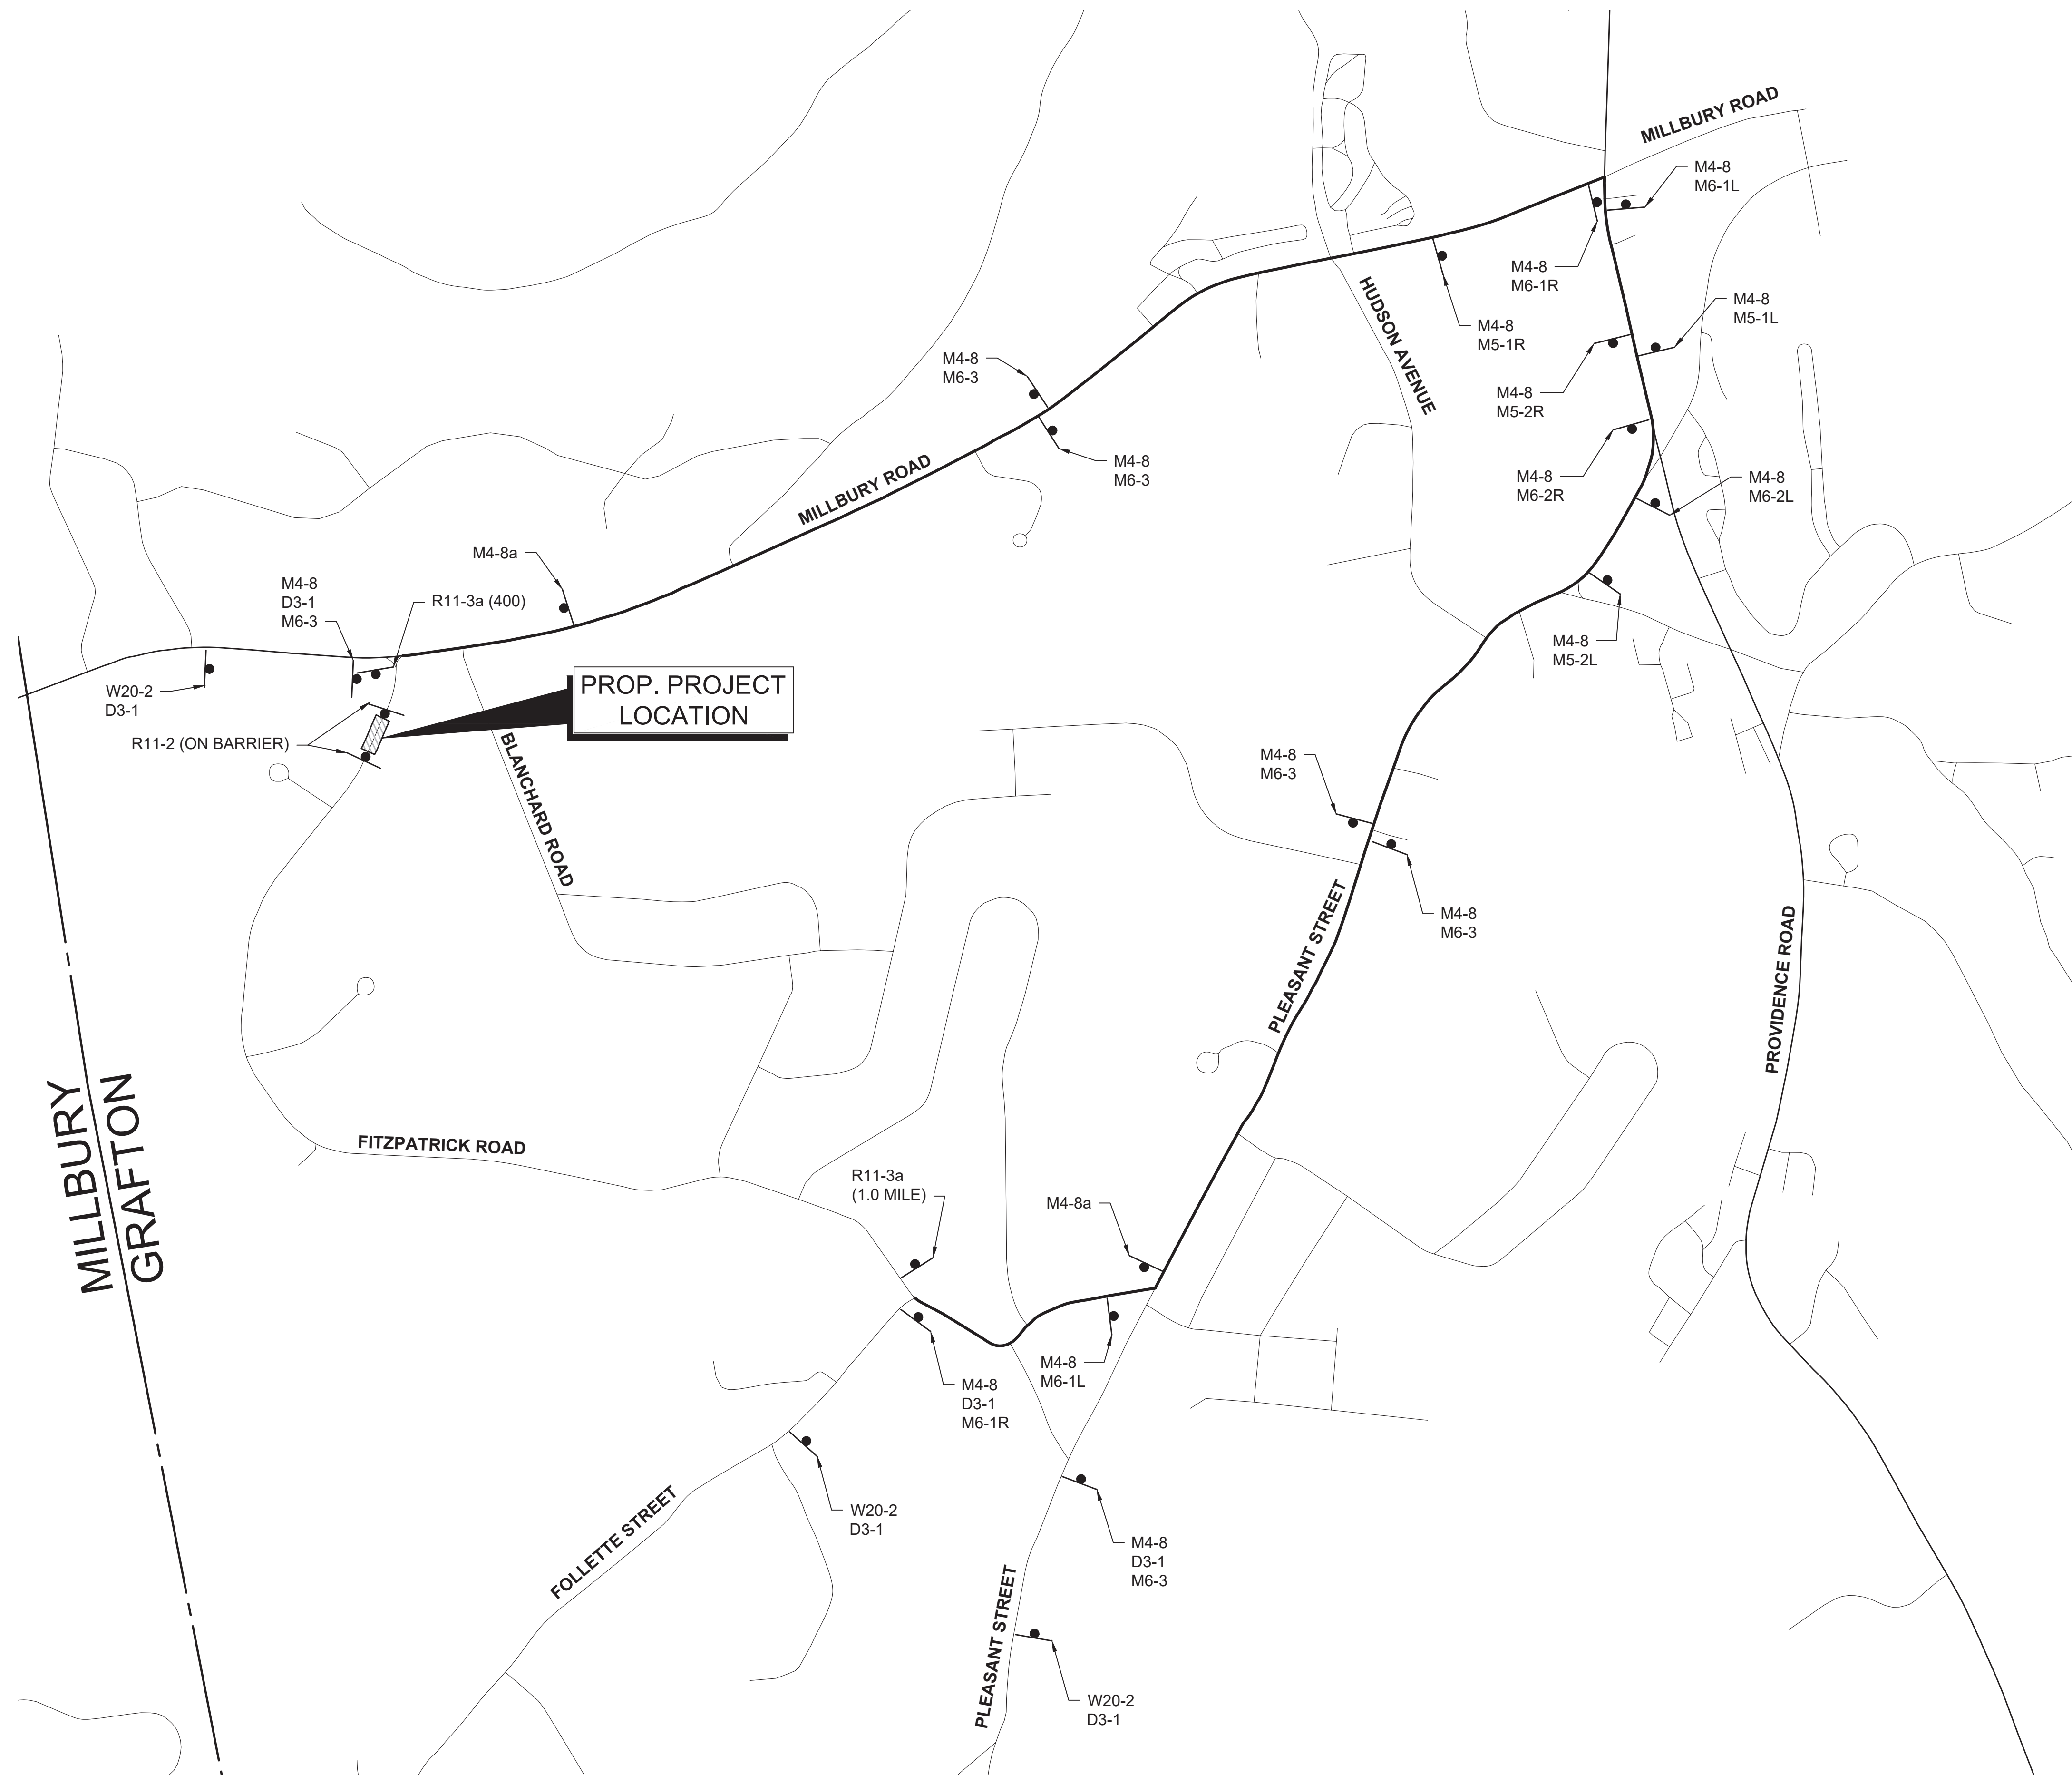 MILLBURY ROAD
M4-8
M6-1L
M4-8
M6-1R
M4-8
M5-1L
HUDSON AVENUE
M4-8
M5-1R
M4-8
M6-3
M4-8
M5-2R
MILLBURY ROAD
M4-8
M6-3
M4-8
M6-2R
M4-8
M6-2L
M4-8a
M4-8
D3-1
M6-3
R11-3a (400)
M4-8
M5-2L
W20-2
D3-1
PROP. PROJECT
LOCATION
R11-2 (ON BARRIER)
BLANCHARD ROAD
M4-8
M6-3
M4-8
M6-3
PLEASANT STREET
PROVIDENCE ROAD
MILLBURY
GRAFTON
FITZPATRICK ROAD
R11-3a
(1.0 MILE)
M4-8a
M4-8
M6-1L
M4-8
D3-1
M6-1R
W20-2
D3-1
FOLLETTE STREET
M4-8
D3-1
M6-3
PLEASANT STREET
W20-2
D3-1